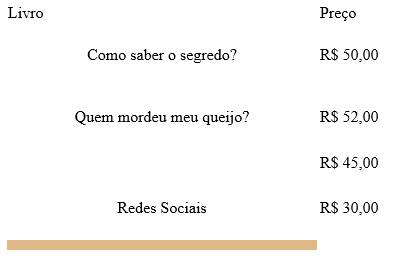 Livro Preço
Como saber o segredo? R$ 50,00
Quem mordeu meu queijo? R$ 52,00
R$ 45,00
Redes Sociais R$ 30,00